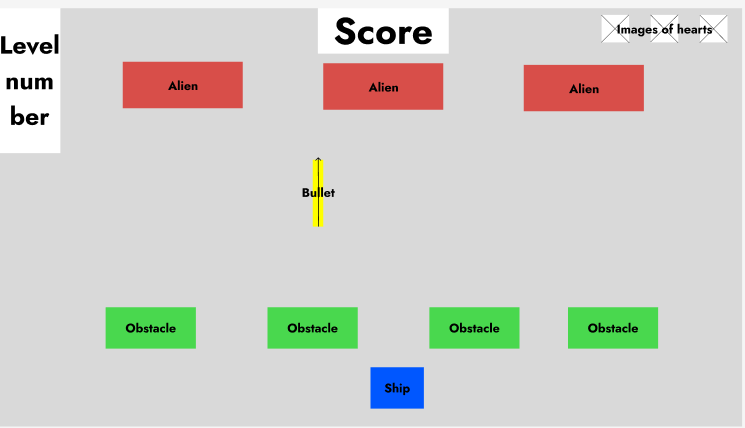 Level
num
ber
Score
Images of hearts
Alien
Alien
Alien
Bullet
Obstacle
Obstacle
Obstacle
Obstacle
Ship